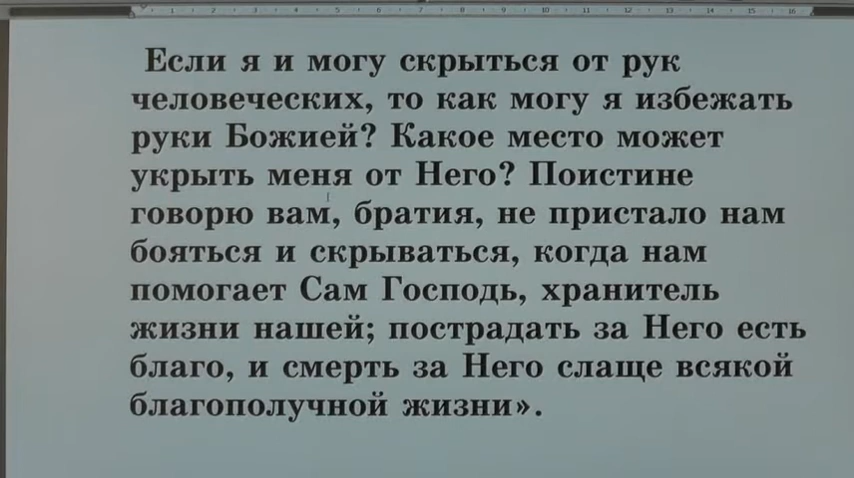 Если я и могу скрыться от рук
человеческих, то как могу я избежать
руки Божией? Какое место может
укрыть меня от Него? Поистине
говорю вам, братия, не пристало нам
бояться и скрываться, когда нам
помогает Сам Господь, хранитель
жизни нашей; пострадать за Него есть
благо, и смерть за Него слаще всякой
благополучной жизни».